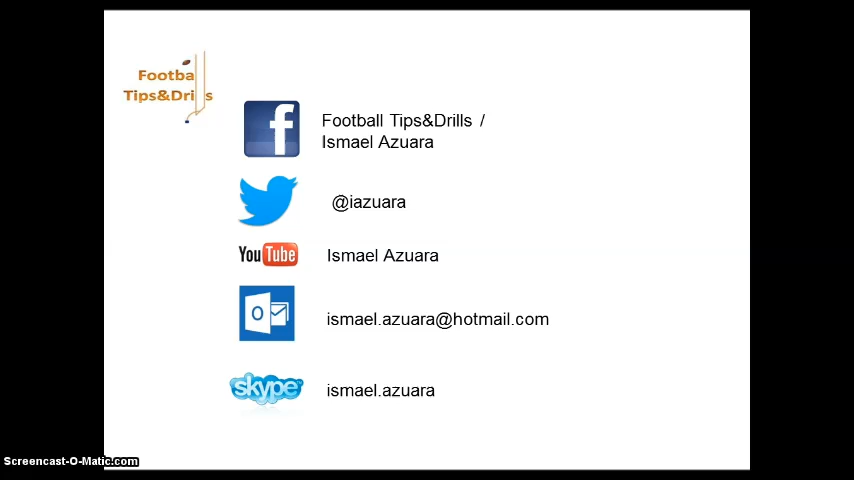 Footba
Tips&Drills
f
Football Tips&Drills /
Ismael Azuara
@iazuara
YouTube
Ismael Azuara
O
ismael.azuara@hotmail.com
skype
ismael.azuara
Screencast-O-Matic.com